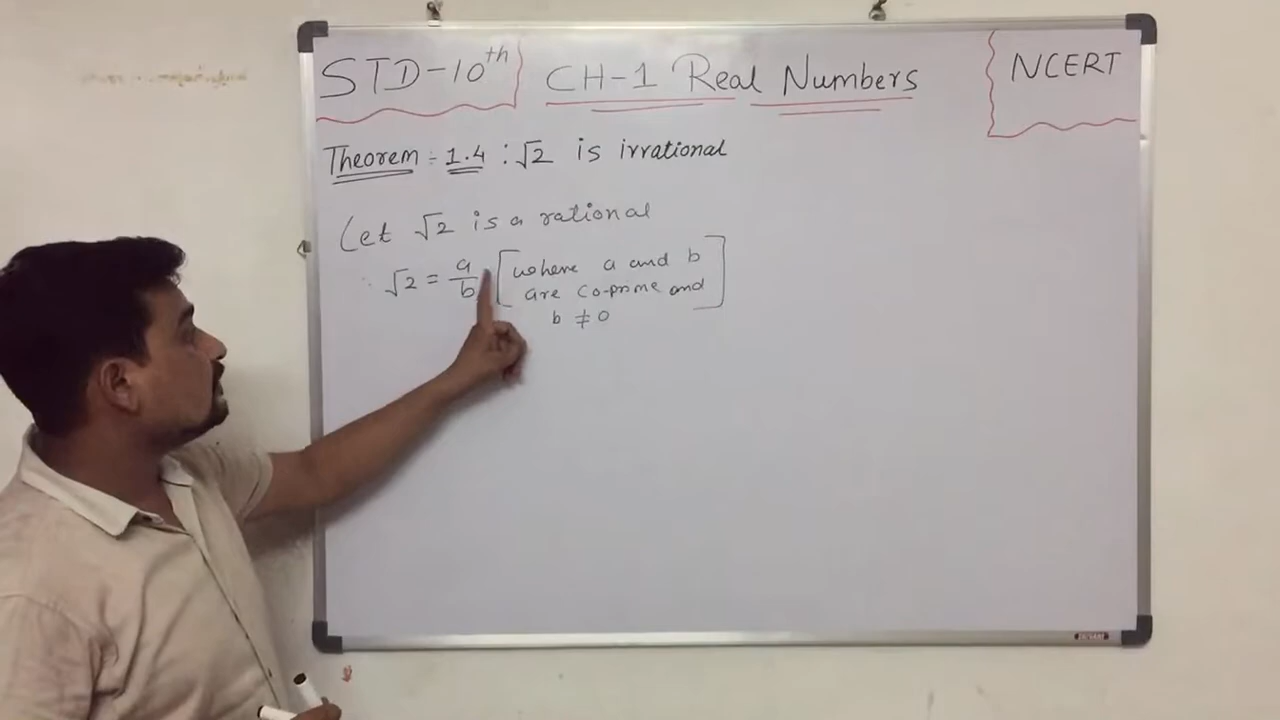 STD-10th CH-1 Real Numbers NCERT
Theorem ÷ 1.4 : √2 is irrational
Let √2 is a rational
∴ √2 = a/b [where a and b
are co-prime and]
b ≠ 0